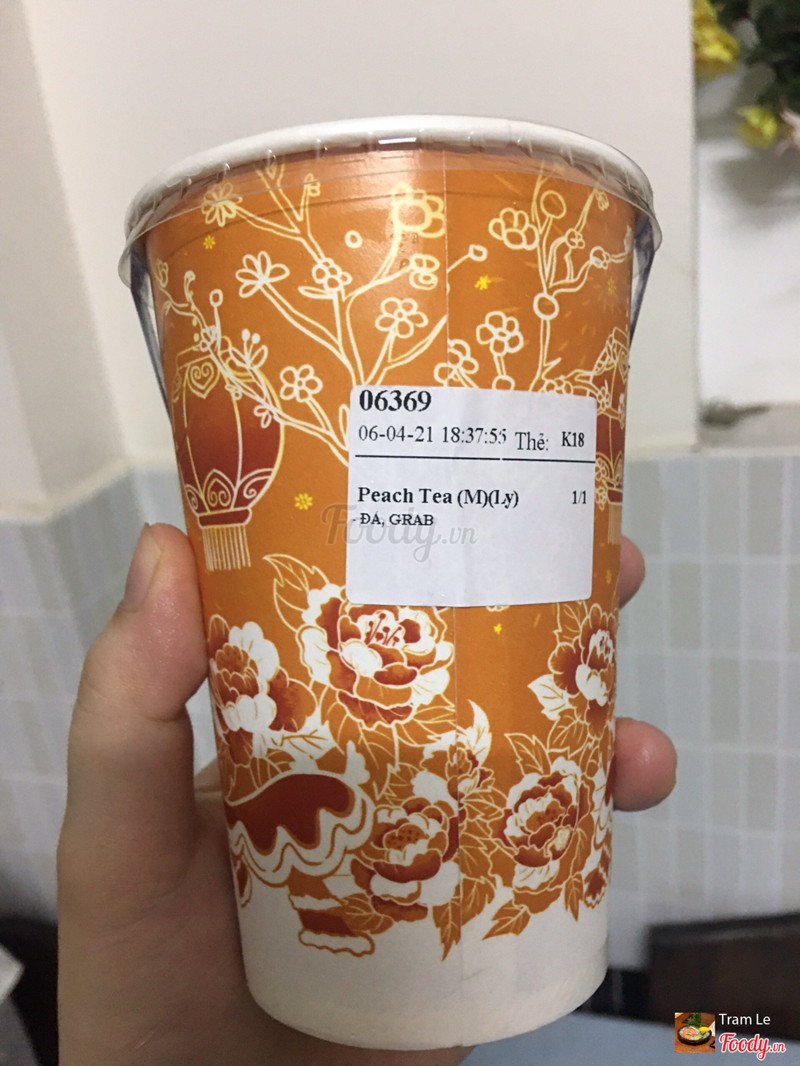 06369
06-04-21 18:37:55 Thẻ: K18
Peach Tea (M)(Ly) 1/1
- ĐÁ, GRAB
Foody.vn
Tram Le
Foody.vn